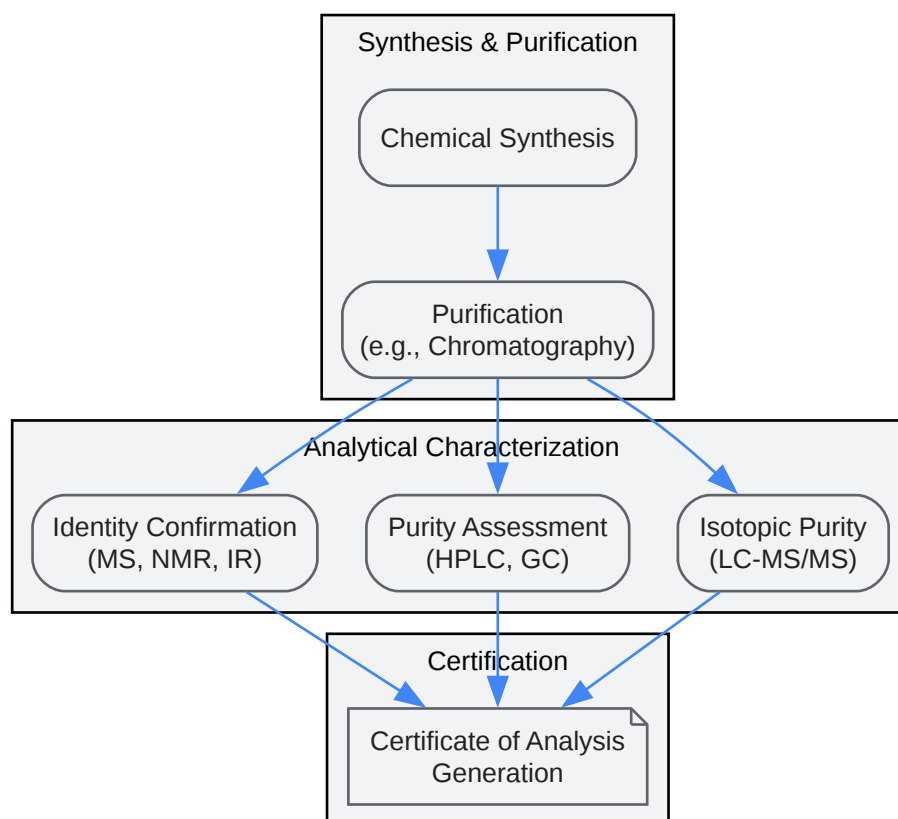 Synthesis & Purification
Chemical Synthesis
Purification
(e.g., Chromatography)
Analytical Characterization
Identity Confirmation
(MS, NMR, IR)
Purity Assessment
(HPLC, GC)
Isotopic Purity
(LC-MS/MS)
Certification
Certificate of Analysis
Generation